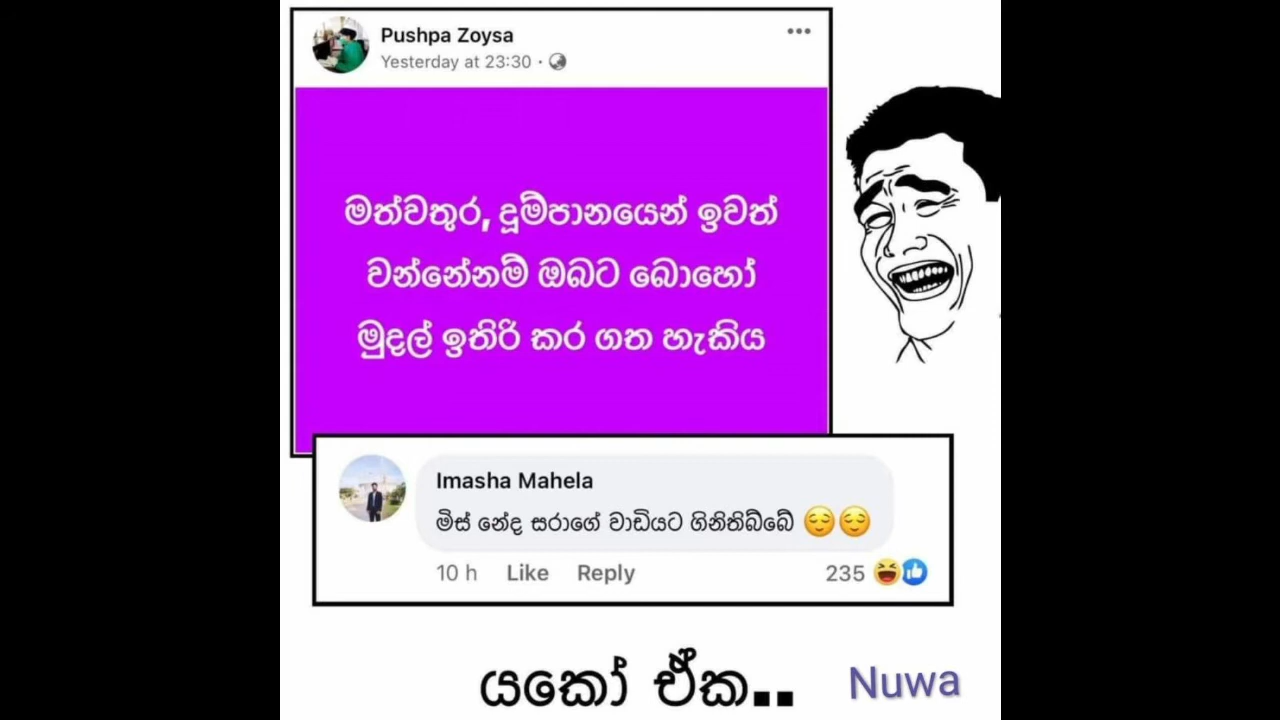 Pushpa Zoysa
Yesterday at 23:30 ·
මත්වතුර, දූම්පානයෙන් ඉවත්
වන්නේනම් ඔබට බොහෝ
මුදල් ඉතිරි කර ගත හැකිය
Imasha Mahela
මිස් නේද සරාගේ වාඩියට ගිනිතිබ්බේ 😌😌
10 h Like Reply 235
යකෝ ඒක..
Nuwa